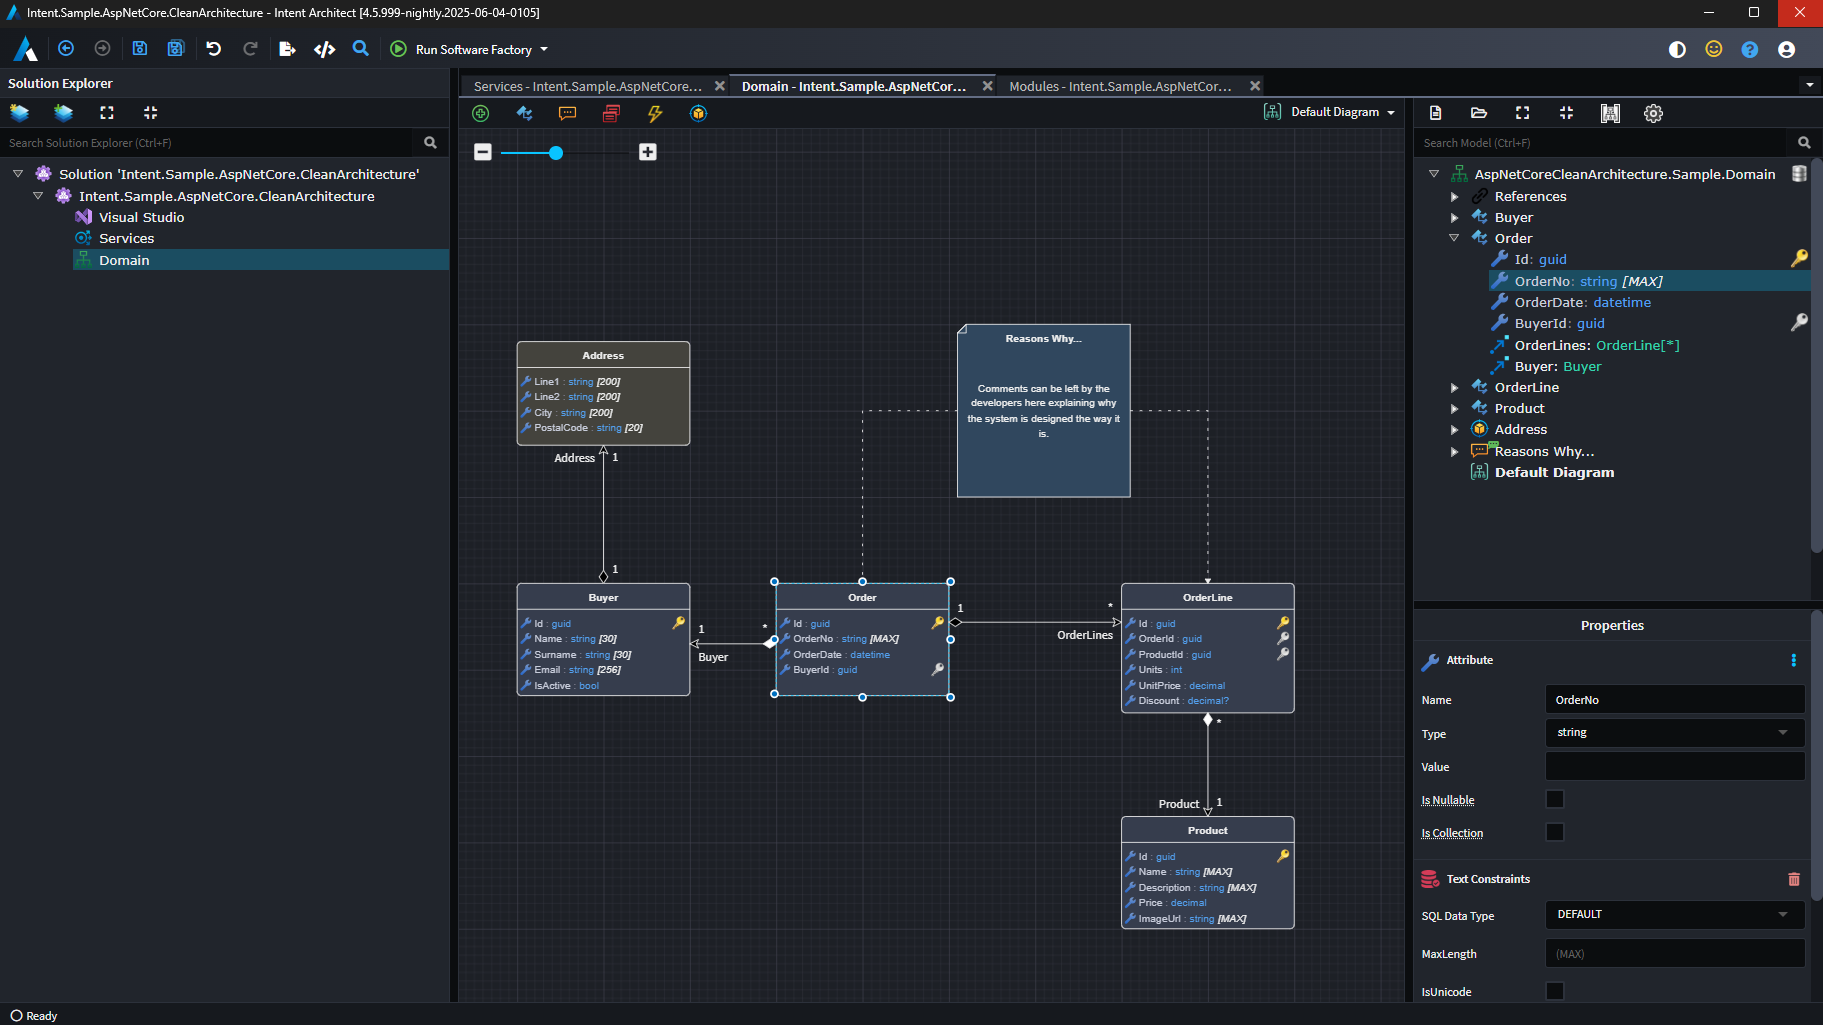 Intent.Sample.AspNetCore.CleanArchitecture - Intent Architect [4.5.999-nightly.2025-06-04-0105]
Run Software Factory
Solution Explorer
Search Solution Explorer (Ctrl+F)
Solution 'Intent.Sample.AspNetCore.CleanArchitecture'
Intent.Sample.AspNetCore.CleanArchitecture
Visual Studio
Services
Domain
Services - Intent.Sample.AspNetCore...
Domain - Intent.Sample.AspNetCor...
Modules - Intent.Sample.AspNetCor...
Default Diagram
Address
Line1 : string [200]
Line2 : string [200]
City : string [200]
PostalCode : string [20]
Address 1
1
Reasons Why...
Comments can be left by the
developers here explaining why
the system is designed the way it
is.
Buyer
Id : guid
Name : string [30]
Surname : string [30]
Email : string [256]
IsActive : bool
1 *
Buyer
Order
Id : guid
OrderNo : string [MAX]
OrderDate : datetime
BuyerId : guid
1 *
OrderLines
OrderLine
Id : guid
OrderId : guid
ProductId : guid
Units : int
UnitPrice : decimal
Discount : decimal?
*
Product 1
Product
Id : guid
Name : string [MAX]
Description : string [MAX]
Price : decimal
ImageUrl : string [MAX]
Search Model (Ctrl+F)
AspNetCoreCleanArchitecture.Sample.Domain
References
Buyer
Order
Id: guid
OrderNo: string [MAX]
OrderDate: datetime
BuyerId: guid
OrderLines: OrderLine[*]
Buyer: Buyer
OrderLine
Product
Address
Reasons Why...
Default Diagram
Properties
Attribute
Name OrderNo
Type string
Value
Is Nullable
Is Collection
Text Constraints
SQL Data Type DEFAULT
MaxLength (MAX)
IsUnicode
Ready